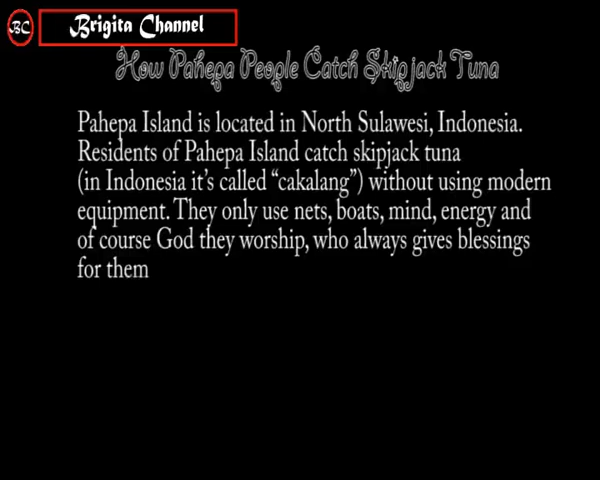 BC
Brigita Channel
How Pahepa People Catch Skipjack Tuna
Pahepa Island is located in North Sulawesi, Indonesia.
Residents of Pahepa Island catch skipjack tuna
(in Indonesia it's called "cakalang") without using modern
equipment. They only use nets, boats, mind, energy and
of course God they worship, who always gives blessings
for them